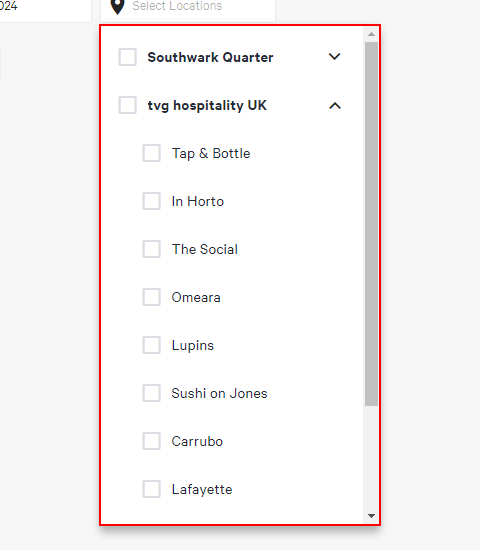 024
Select Locations
Southwark Quarter
tvg hospitality UK
Tap & Bottle
In Horto
The Social
Omeara
Lupins
Sushi on Jones
Carrubo
Lafayette